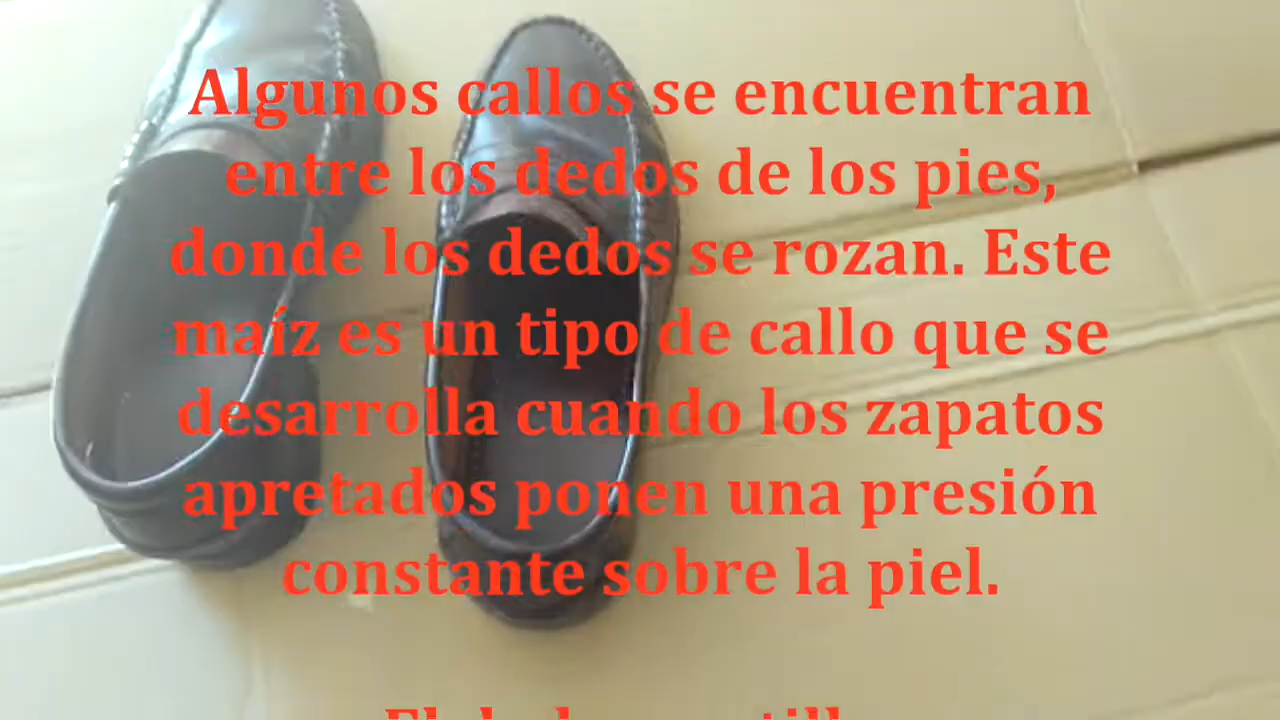 Algunos callos se encuentran
entre los dedos de los pies,
donde los dedos se rozan. Este
maíz es un tipo de callo que se
desarrolla cuando los zapatos
apretados ponen una presión
constante sobre la piel.